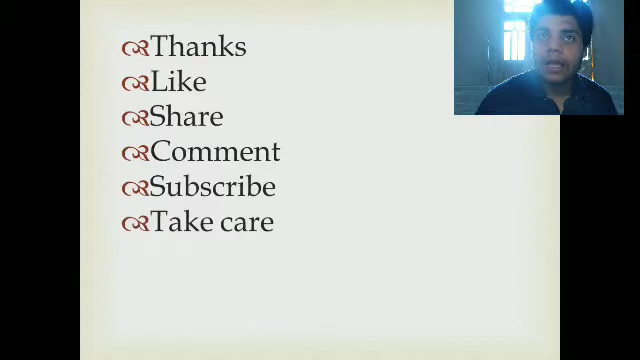 Thanks
Like
Share
Comment
Subscribe
Take care